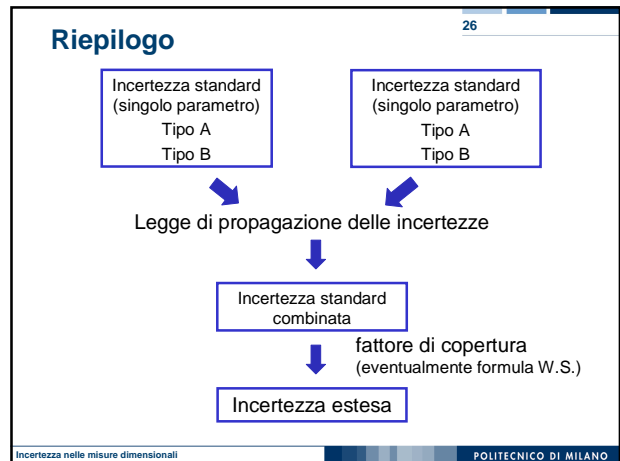 26
Riepilogo
Incertezza standard
(singolo parametro)
Tipo A
Tipo B
Incertezza standard
(singolo parametro)
Tipo A
Tipo B
Legge di propagazione delle incertezze
Incertezza standard
combinata
fattore di copertura
(eventualmente formula W.S.)
Incertezza estesa
Incertezza nelle misure dimensionali
POLITECNICO DI MILANO